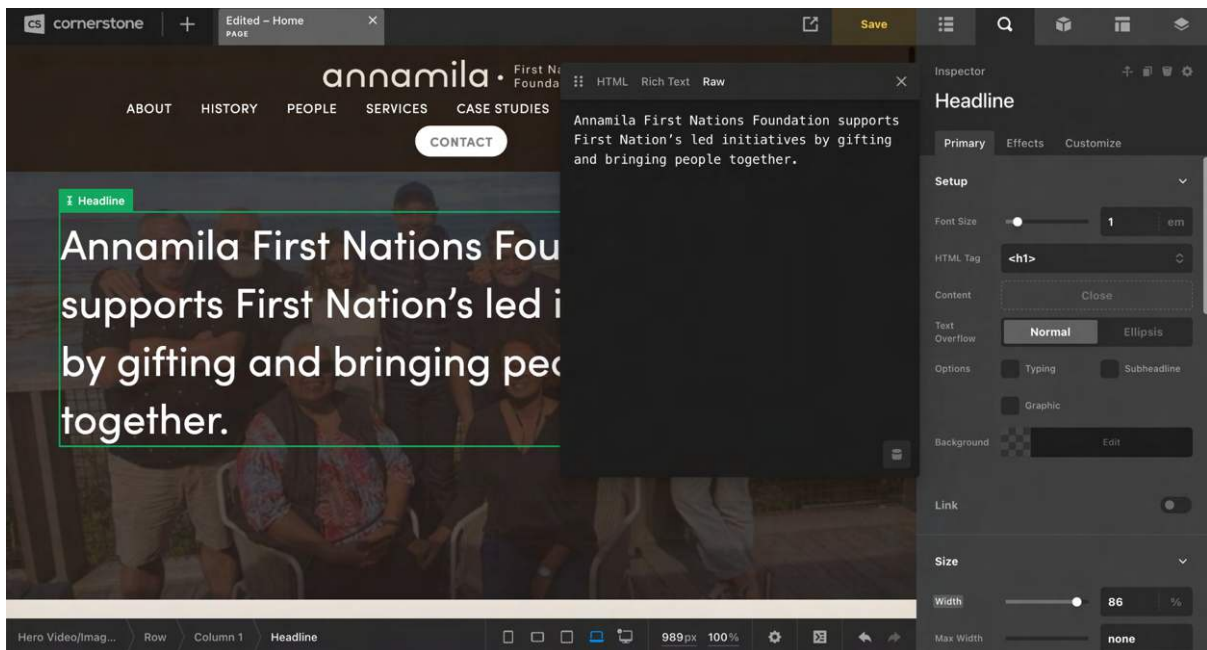 cs cornerstone
Edited – Home
PAGE
Save
annamila · First Na
Founda
ABOUT HISTORY PEOPLE SERVICES CASE STUDIES
CONTACT
Headline
Annamila First Nations Fou
supports First Nation’s led i
by gifting and bringing peo
together.
HTML Rich Text Raw
Annamila First Nations Foundation supports
First Nation’s led initiatives by gifting
and bringing people together.
Inspector
Headline
Primary Effects Customize
Setup
Font Size 1 em
HTML Tag <h1>
Content Close
Text
Overflow Normal Ellipsis
Options Typing Subheadline
Graphic
Background Edit
Link
Size
Width 86 %
Max Width none
Hero Video/Imag... Row Column 1 Headline
989px 100%